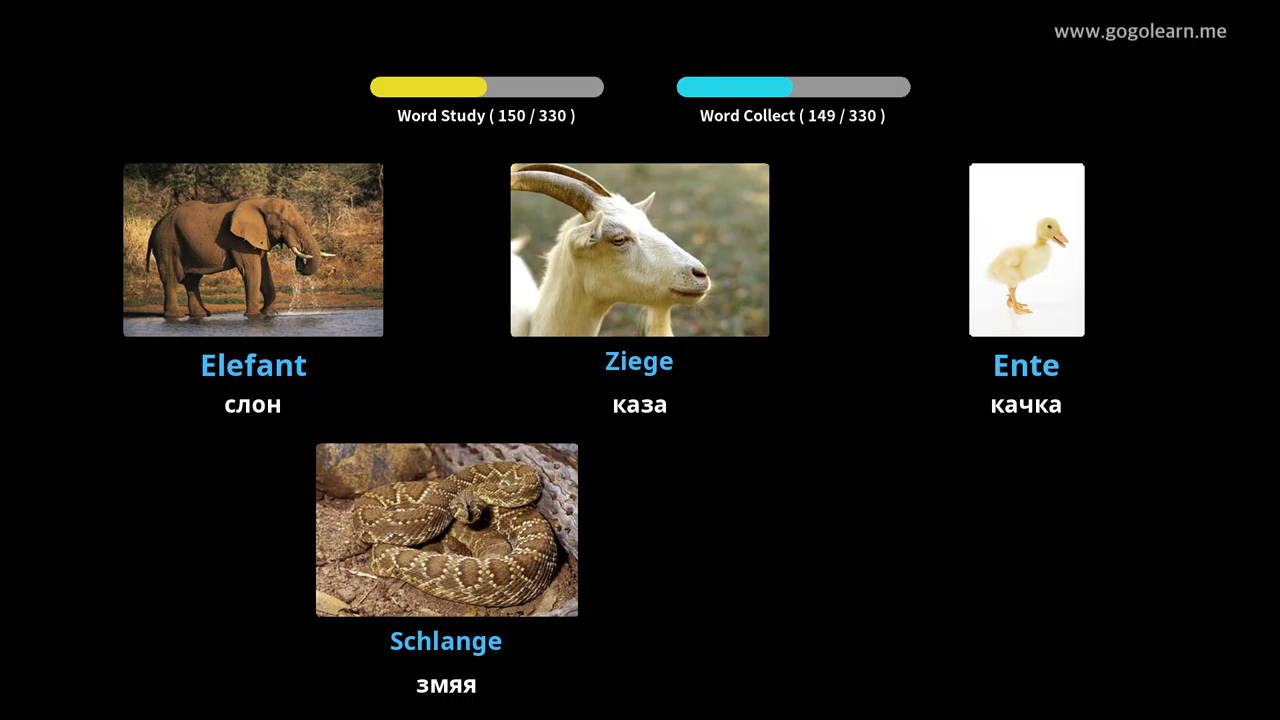 www.gogolearn.me
Word Study ( 150 / 330 )
Word Collect ( 149 / 330 )
Elefant
слон
Ziege
каза
Ente
качка
Schlange
змяя